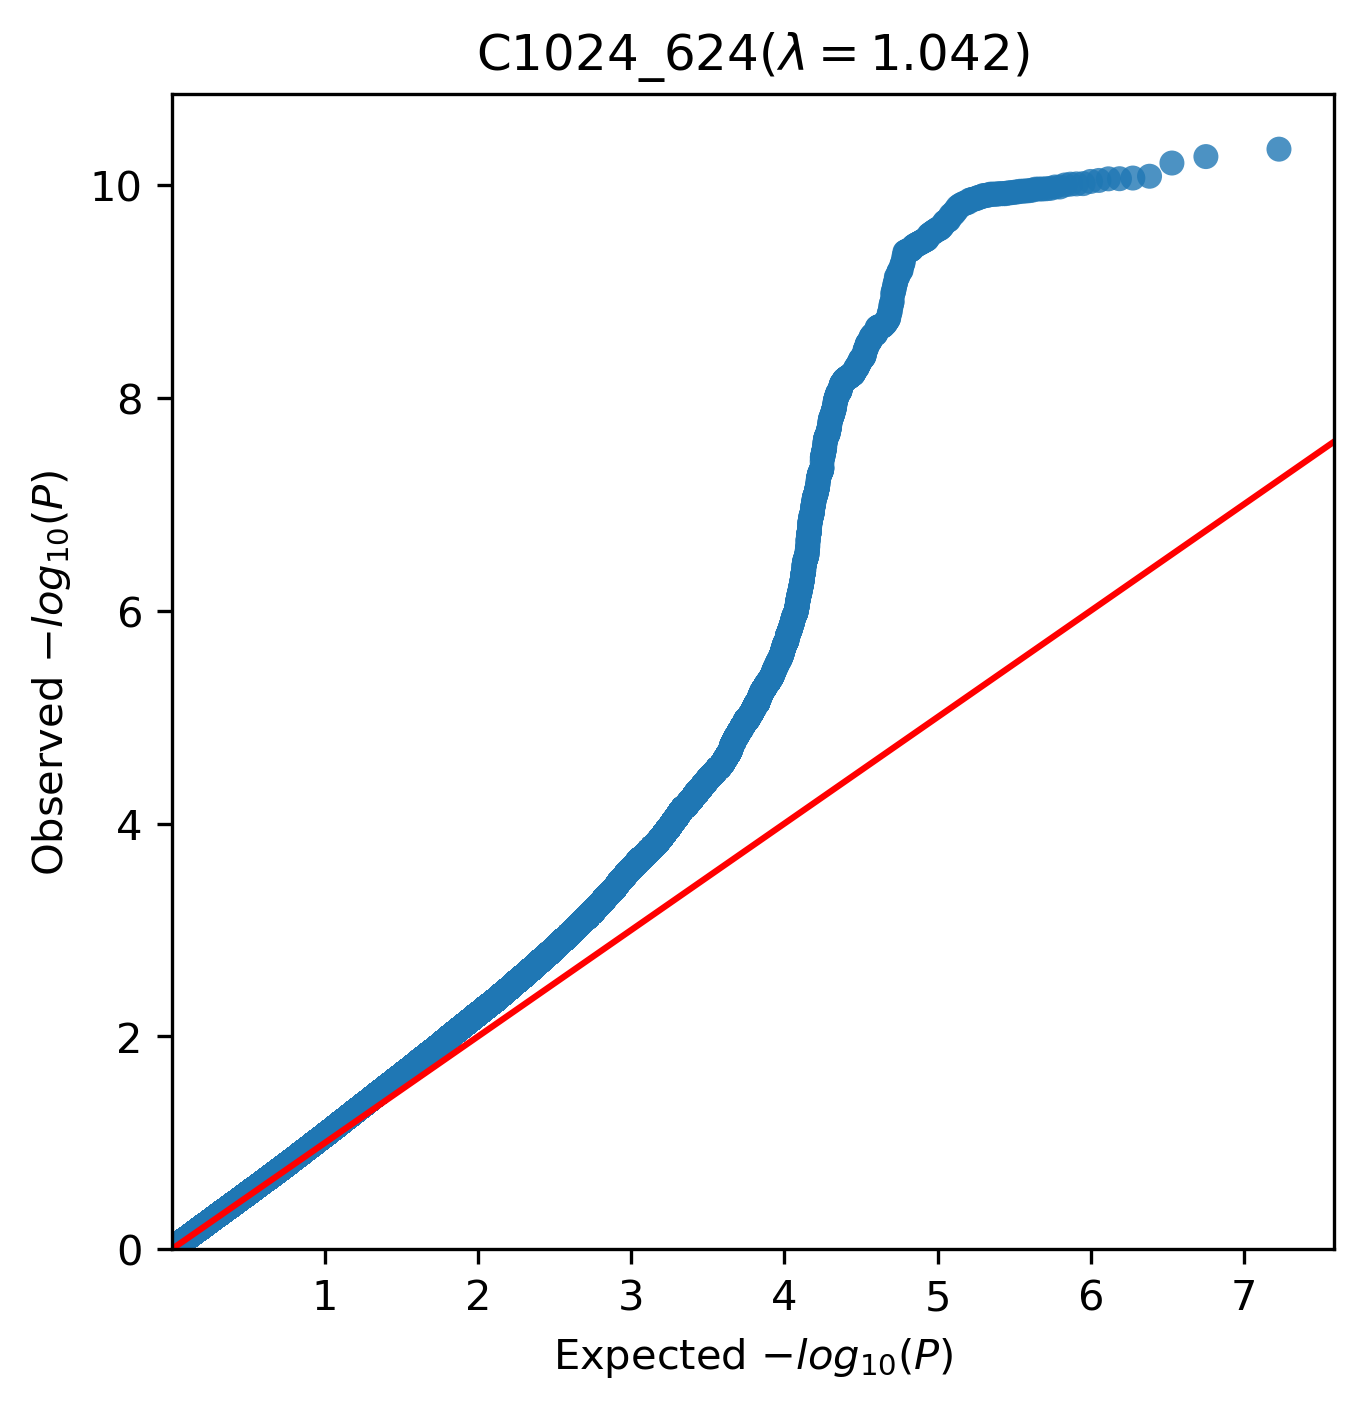 C1024_624(λ = 1.042)
10
8
6
4
2
0
Observed −log₁₀(P)
1 2 3 4 5 6 7
Expected −log₁₀(P)